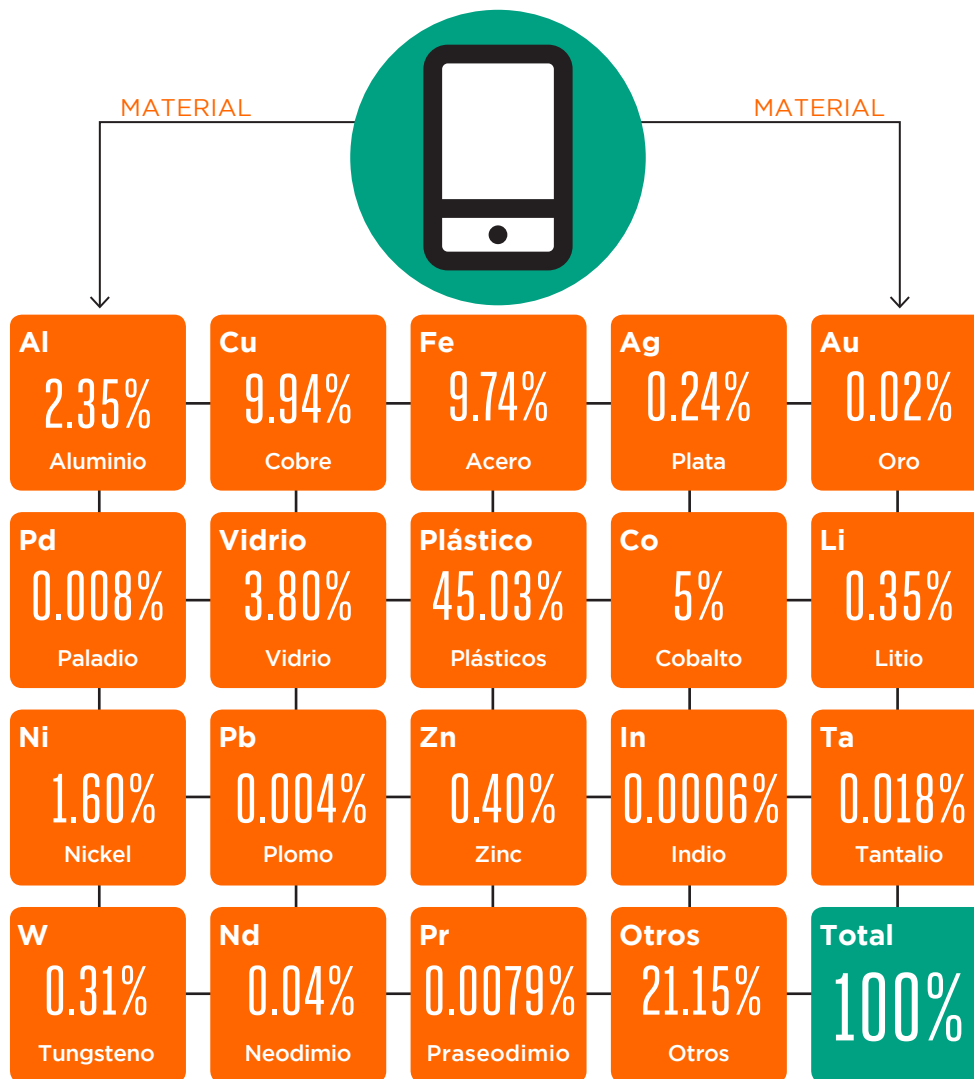 MATERIAL
MATERIAL
Al
2.35%
Aluminio
Cu
9.94%
Cobre
Fe
9.74%
Acero
Ag
0.24%
Plata
Au
0.02%
Oro
Pd
0.008%
Paladio
Vidrio
3.80%
Vidrio
Plástico
45.03%
Plásticos
Co
5%
Cobalto
Li
0.35%
Litio
Ni
1.60%
Nickel
Pb
0.004%
Plomo
Zn
0.40%
Zinc
In
0.0006%
Indio
Ta
0.018%
Tantalio
W
0.31%
Tungsteno
Nd
0.04%
Neodimio
Pr
0.0079%
Praseodimio
Otros
21.15%
Otros
Total
100%